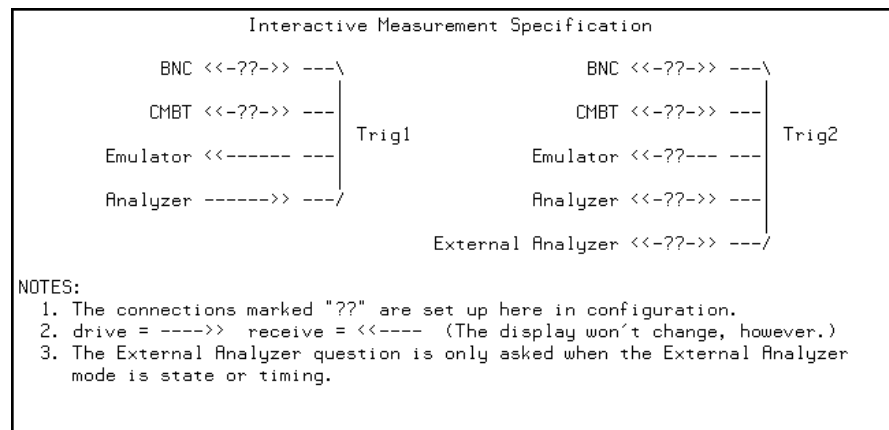 Interactive Measurement Specification
BNC <<-??->> ---\ BNC <<-??->> ---\
CMBT <<-??->> ---| CMBT <<-??->> ---|
Trig1 Trig2
Emulator <<------ ---| Emulator <<-??--- ---|
Analyzer ------>> ---/ Analyzer <<-??->> ---|
External Analyzer <<-??->> ---/
NOTES:
1. The connections marked "??" are set up here in configuration.
2. drive = ---->> receive = <<---- (The display won´t change, however.)
3. The External Analyzer question is only asked when the External Analyzer
mode is state or timing.